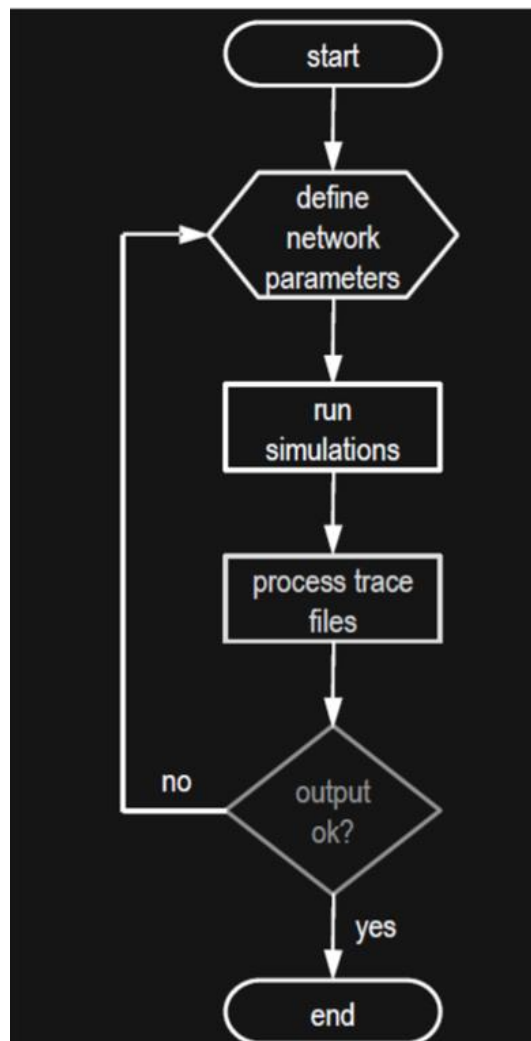 start
define
network
parameters
run
simulations
process trace
files
output
ok?
no
yes
end